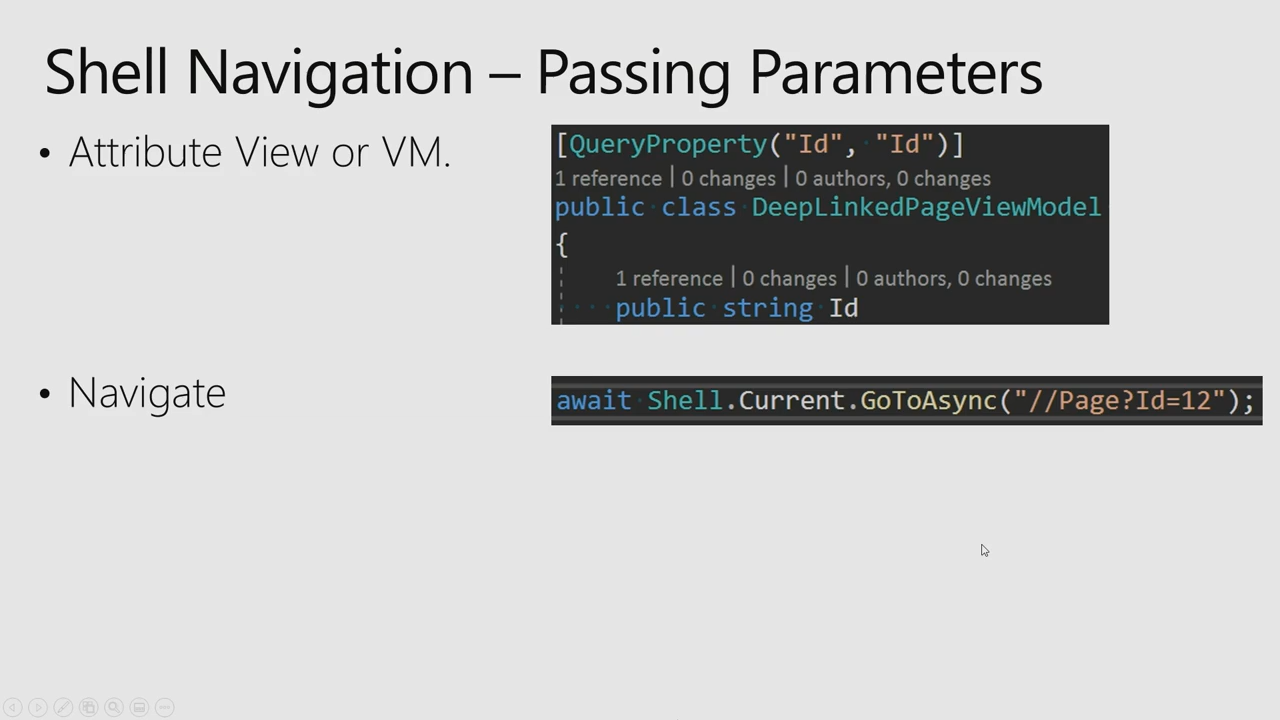 Shell Navigation – Passing Parameters
• Attribute View or VM.
[QueryProperty("Id", "Id")]
1 reference | 0 changes | 0 authors, 0 changes
public class DeepLinkedPageViewModel
{
1 reference | 0 changes | 0 authors, 0 changes
public string Id
• Navigate
await Shell.Current.GoToAsync("//Page?Id=12");